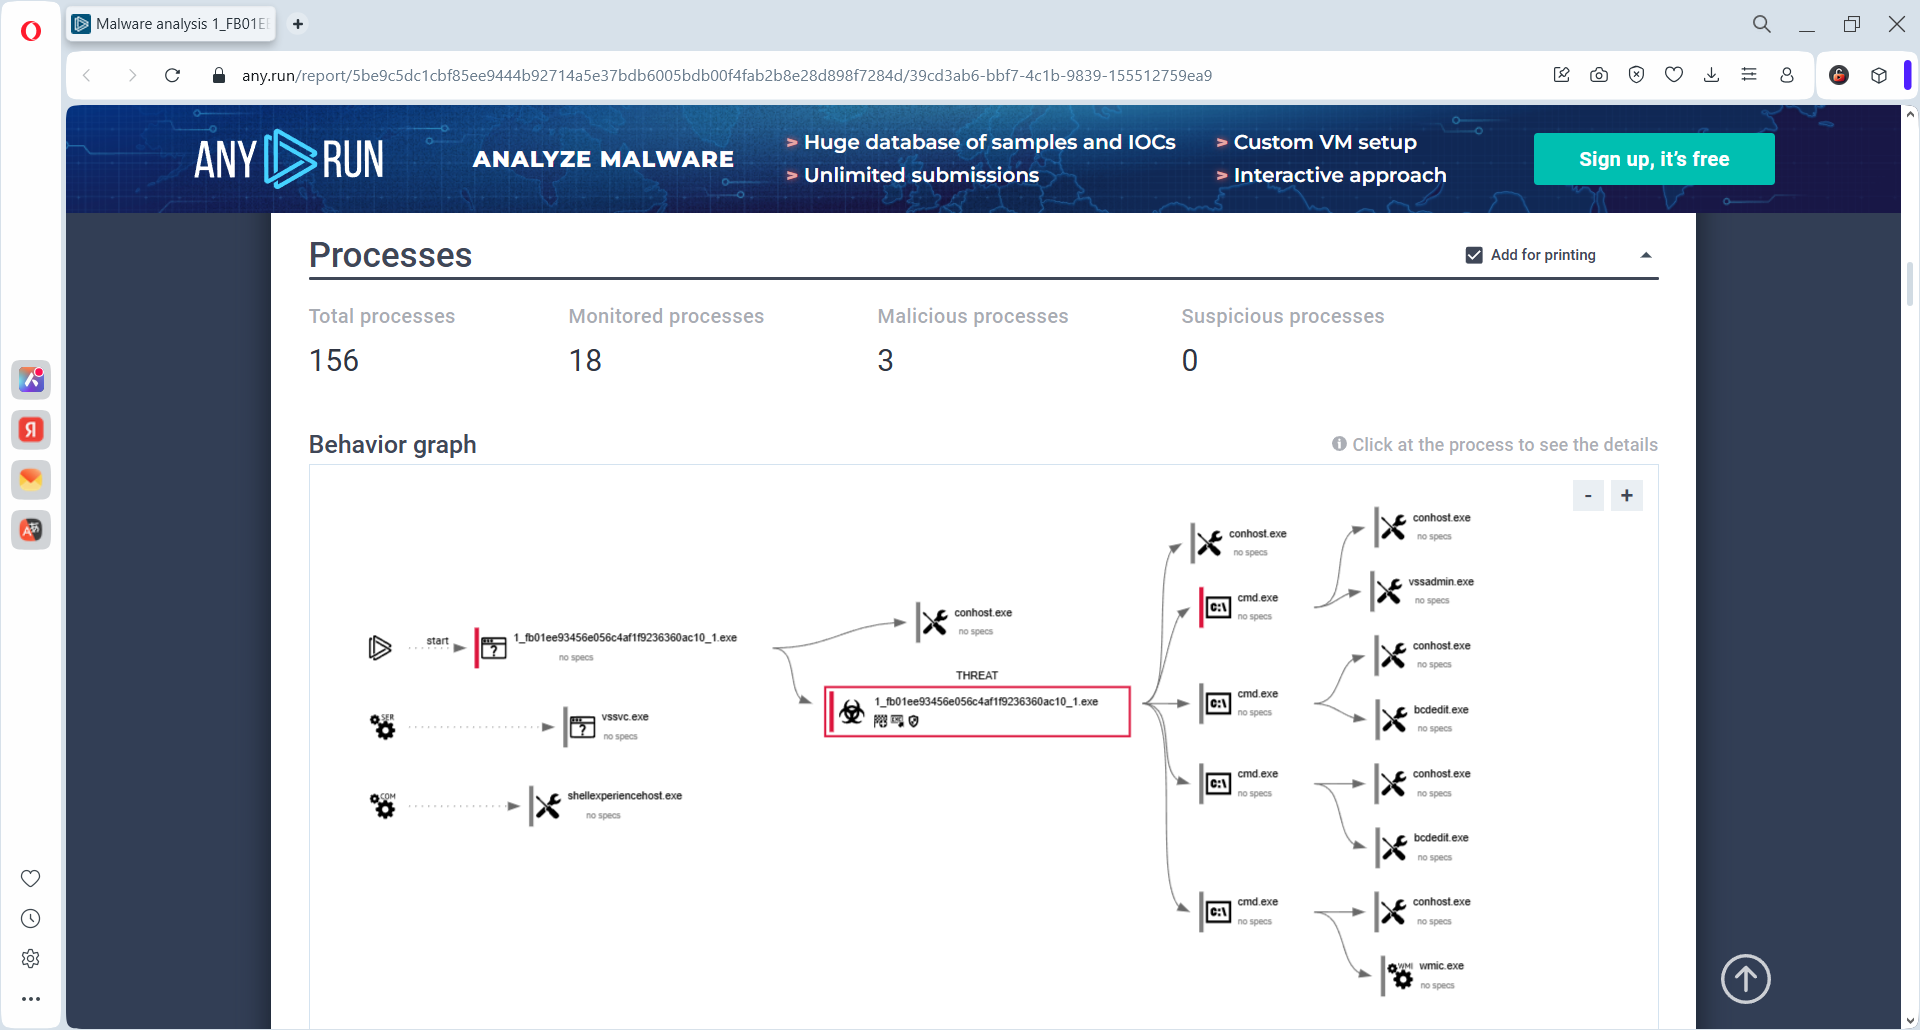 Malware analysis 1_FB01E
any.run/report/5be9c5dc1cbf85ee9444b92714a5e37bdb6005bdb00f4fab2b8e28d898f7284d/39cd3ab6-bbf7-4c1b-9839-155512759ea9
ANY RUN
ANALYZE MALWARE
> Huge database of samples and IOCs
> Unlimited submissions
> Custom VM setup
> Interactive approach
Sign up, it's free
Processes
Add for printing
Total processes
156
Monitored processes
18
Malicious processes
3
Suspicious processes
0
Behavior graph
Click at the process to see the details
-
+
start
1_fb01ee93456e056c4af1f9236360ac10_1.exe
no specs
SER
vssvc.exe
no specs
COM
shellexperiencehost.exe
no specs
conhost.exe
no specs
THREAT
1_fb01ee93456e056c4af1f9236360ac10_1.exe
conhost.exe
no specs
C:\
cmd.exe
no specs
C:\
cmd.exe
no specs
C:\
cmd.exe
no specs
C:\
cmd.exe
no specs
conhost.exe
no specs
vssadmin.exe
no specs
conhost.exe
no specs
bcdedit.exe
no specs
conhost.exe
no specs
bcdedit.exe
no specs
conhost.exe
no specs
WMI
wmic.exe
no specs